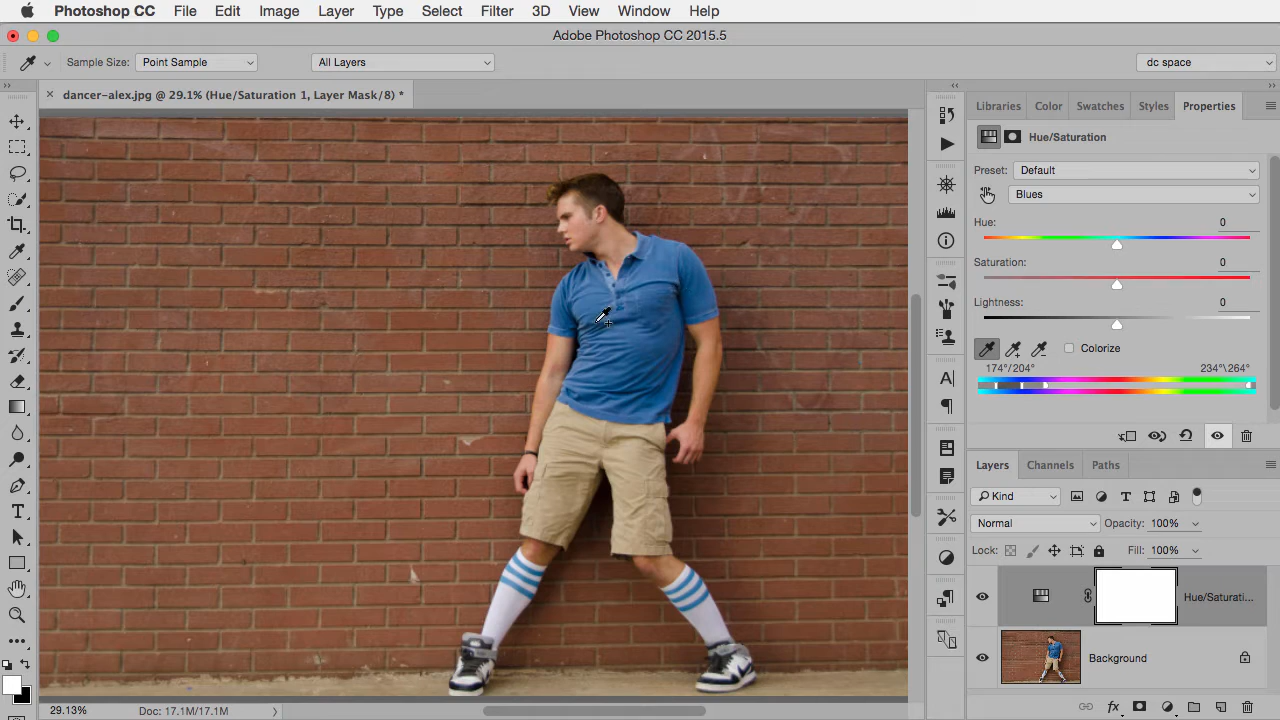 Photoshop CC File Edit Image Layer Type Select Filter 3D View Window Help
Adobe Photoshop CC 2015.5
Sample Size: Point Sample All Layers dc space
× dancer-alex.jpg @ 29.1% (Hue/Saturation 1, Layer Mask/8) *
Libraries Color Swatches Styles Properties
Hue/Saturation
Preset: Default
Blues
Hue: 0
Saturation: 0
Lightness: 0
Colorize
174°/204° 234°\264°
Layers Channels Paths
Kind
Normal Opacity: 100%
Lock: Fill: 100%
Hue/Saturati...
Background
29.13% Doc: 17.1M/17.1M